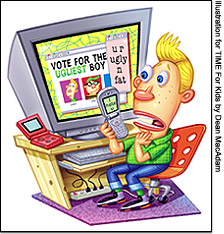 VOTE FOR THE
UGLIEST BOY
u r
ugly
n
fat
Illustration for TIME For Kids by Dean MacAdam